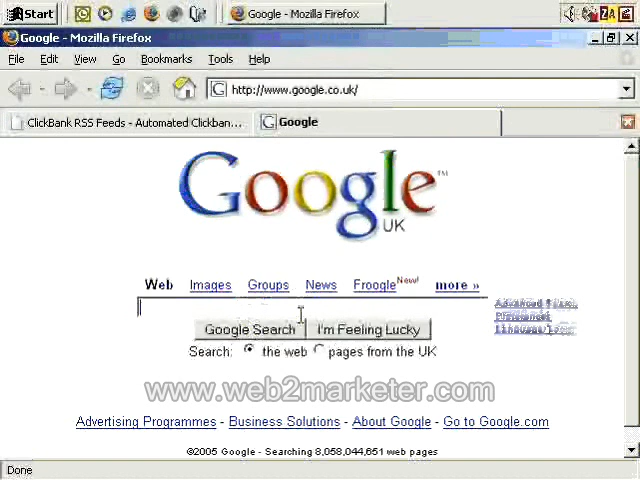 Start
Google - Mozilla Firefox
Google - Mozilla Firefox
File Edit View Go Bookmarks Tools Help
http://www.google.co.uk/
ClickBank RSS Feeds - Automated Clickban...
Google
Google™
UK
Web Images Groups News Froogle New! more »
Advanced
Preferences
Language
Google Search I'm Feeling Lucky
Search: the web pages from the UK
www.web2marketer.com
Advertising Programmes - Business Solutions - About Google - Go to Google.com
©2005 Google - Searching 8,058,044,651 web pages
Done